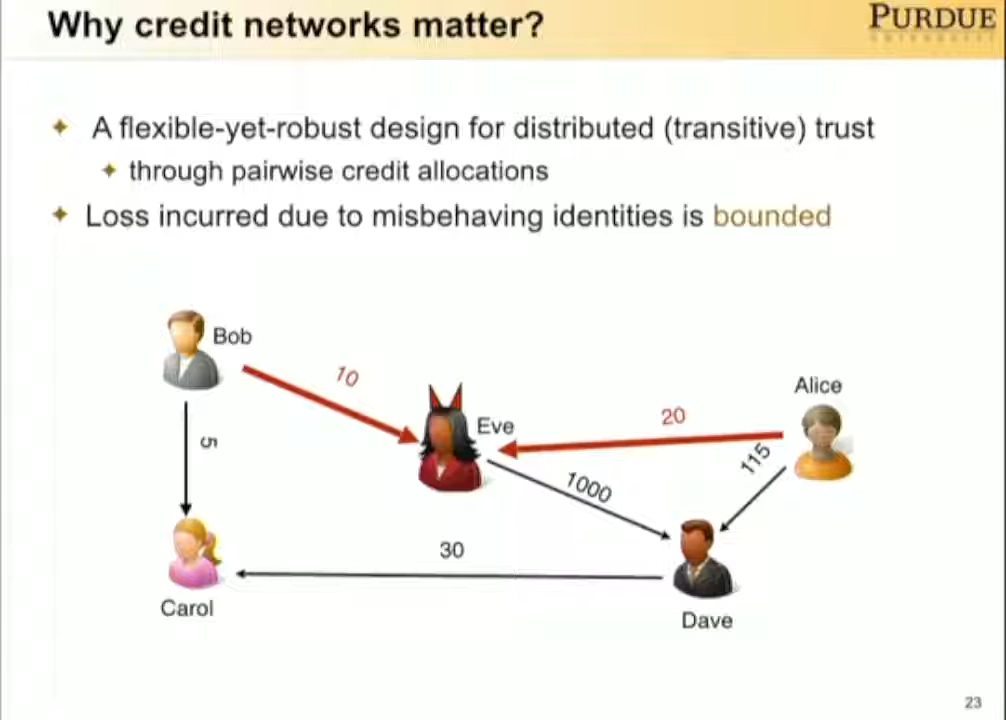 Why credit networks matter?
PURDUE
A flexible-yet-robust design for distributed (transitive) trust
through pairwise credit allocations
Loss incurred due to misbehaving identities is bounded
Bob
10
Alice
Eve
20
5
115
1000
30
Carol
Dave
23